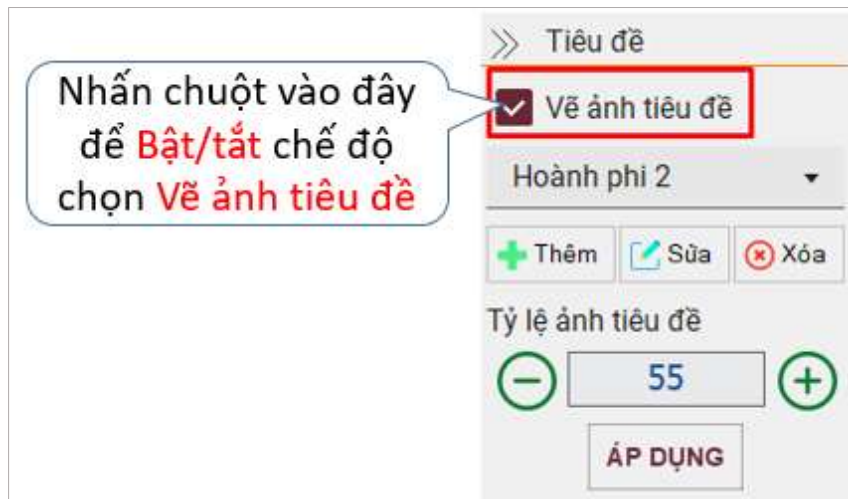 Tiêu đề
Nhấn chuột vào đây
để Bật/tắt chế độ
chọn Vẽ ảnh tiêu đề
Vẽ ảnh tiêu đề
Hoành phi 2
Thêm Sửa Xóa
Tỷ lệ ảnh tiêu đề
55
ÁP DỤNG